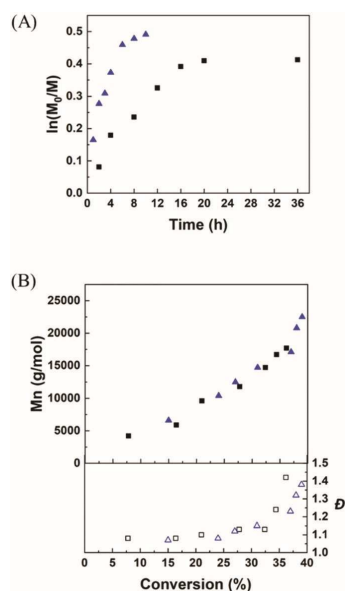 (A)
ln(M0/M)
0.5
0.4
0.3
0.2
0.1
0.0
0 4 8 12 16 20 24 28 32 36
Time (h)
(B)
Mn (g/mol)
25000
20000
15000
10000
5000
0
1.5
1.4
1.3
1.2
1.1
1.0
Đ
0 5 10 15 20 25 30 35 40
Conversion (%)